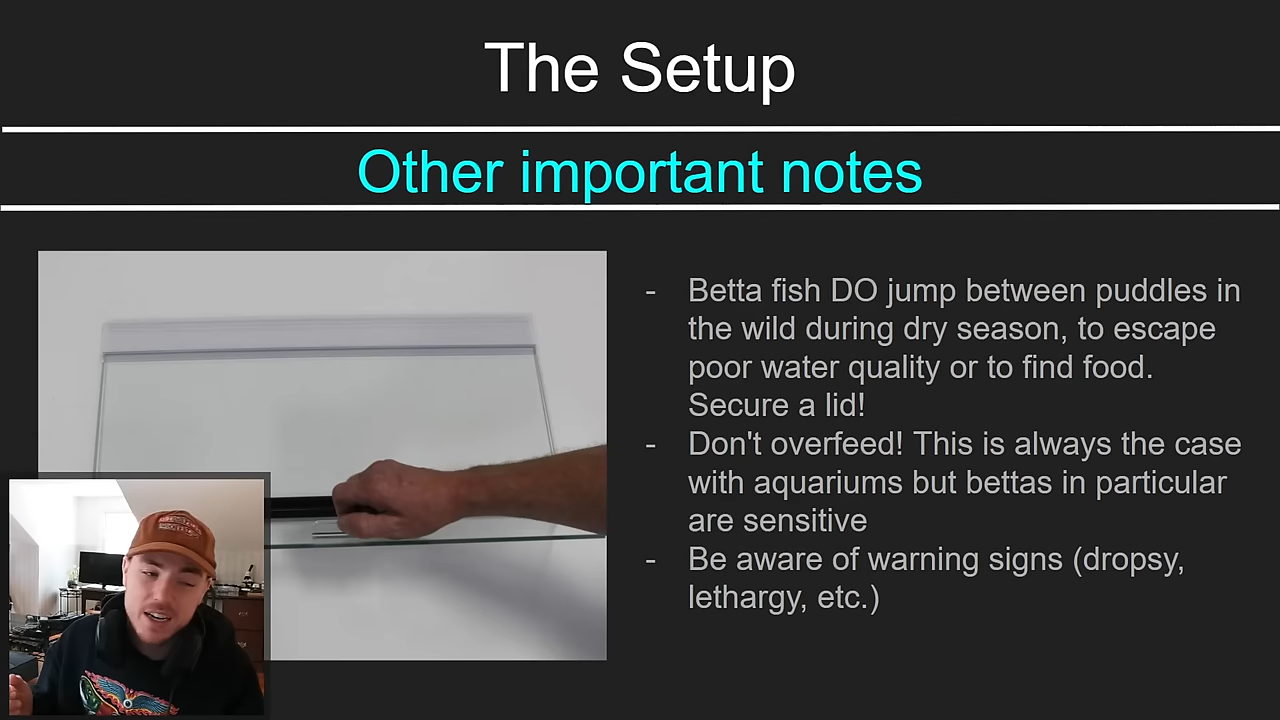 The Setup
Other important notes
- Betta fish DO jump between puddles in
the wild during dry season, to escape
poor water quality or to find food.
Secure a lid!
- Don't overfeed! This is always the case
with aquariums but bettas in particular
are sensitive
- Be aware of warning signs (dropsy,
lethargy, etc.)